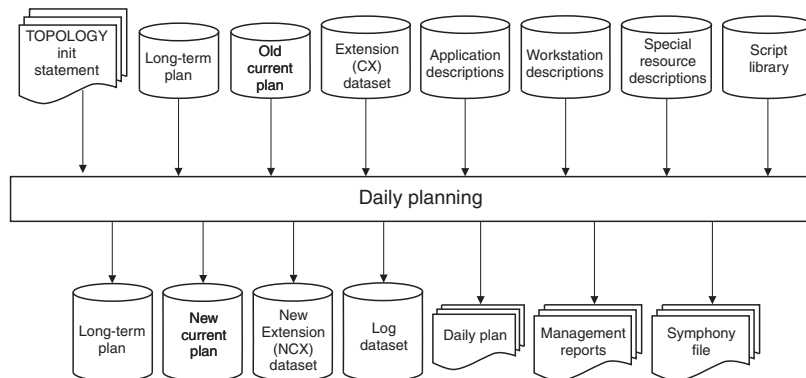 TOPOLOGY
init
statement
Long-term
plan
Old
current
plan
Extension
(CX)
dataset
Application
descriptions
Workstation
descriptions
Special
resource
descriptions
Script
library
Daily planning
Long-term
plan
New
current
plan
New
Extension
(NCX)
dataset
Log
dataset
Daily plan
Management
reports
Symphony
file